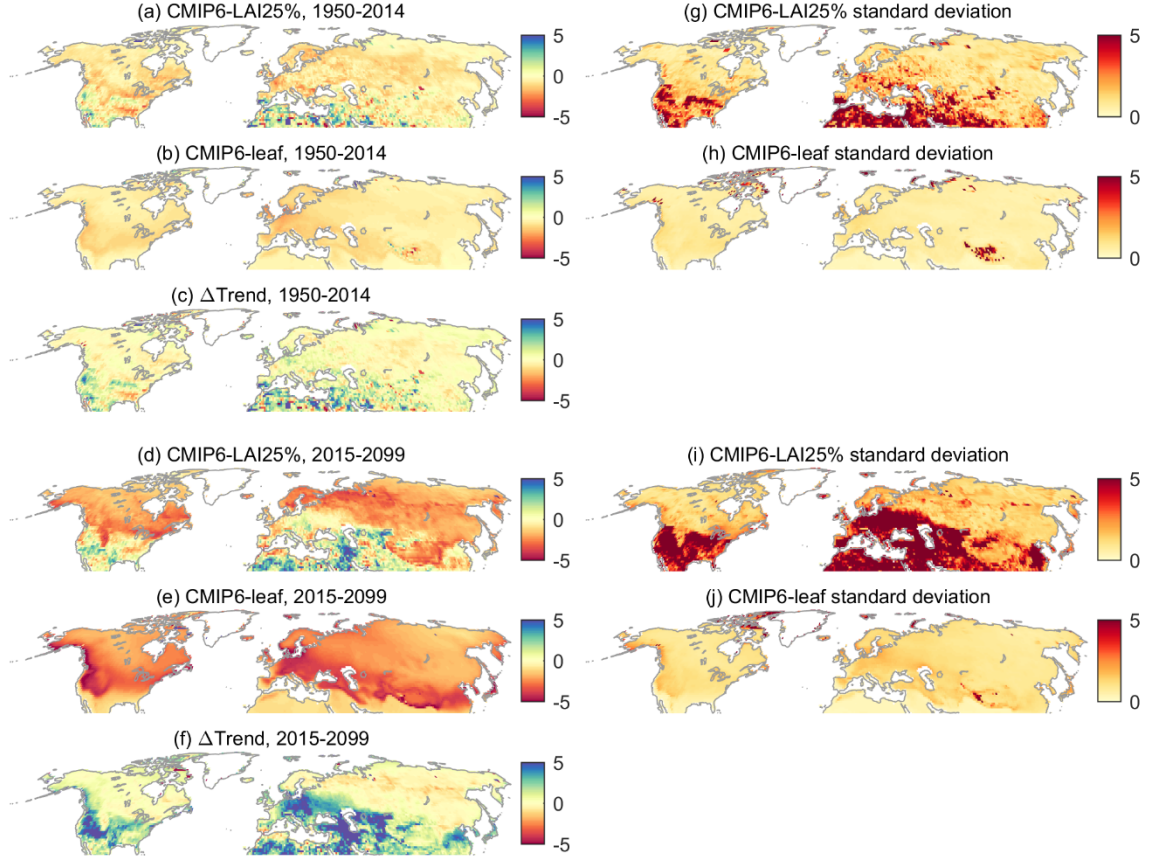 (a) CMIP6-LAI25%, 1950-2014
5
0
-5
(g) CMIP6-LAI25% standard deviation
5
0
(b) CMIP6-leaf, 1950-2014
5
0
-5
(h) CMIP6-leaf standard deviation
5
0
(c) ΔTrend, 1950-2014
5
0
-5
(d) CMIP6-LAI25%, 2015-2099
5
0
-5
(i) CMIP6-LAI25% standard deviation
5
0
(e) CMIP6-leaf, 2015-2099
5
0
-5
(j) CMIP6-leaf standard deviation
5
0
(f) ΔTrend, 2015-2099
5
0
-5